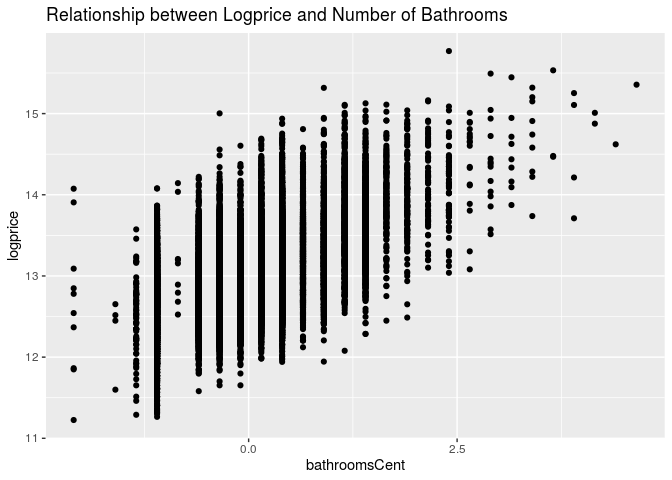 Relationship between Logprice and Number of Bathrooms
15
14
13
12
11
logprice
0.0
2.5
bathroomsCent